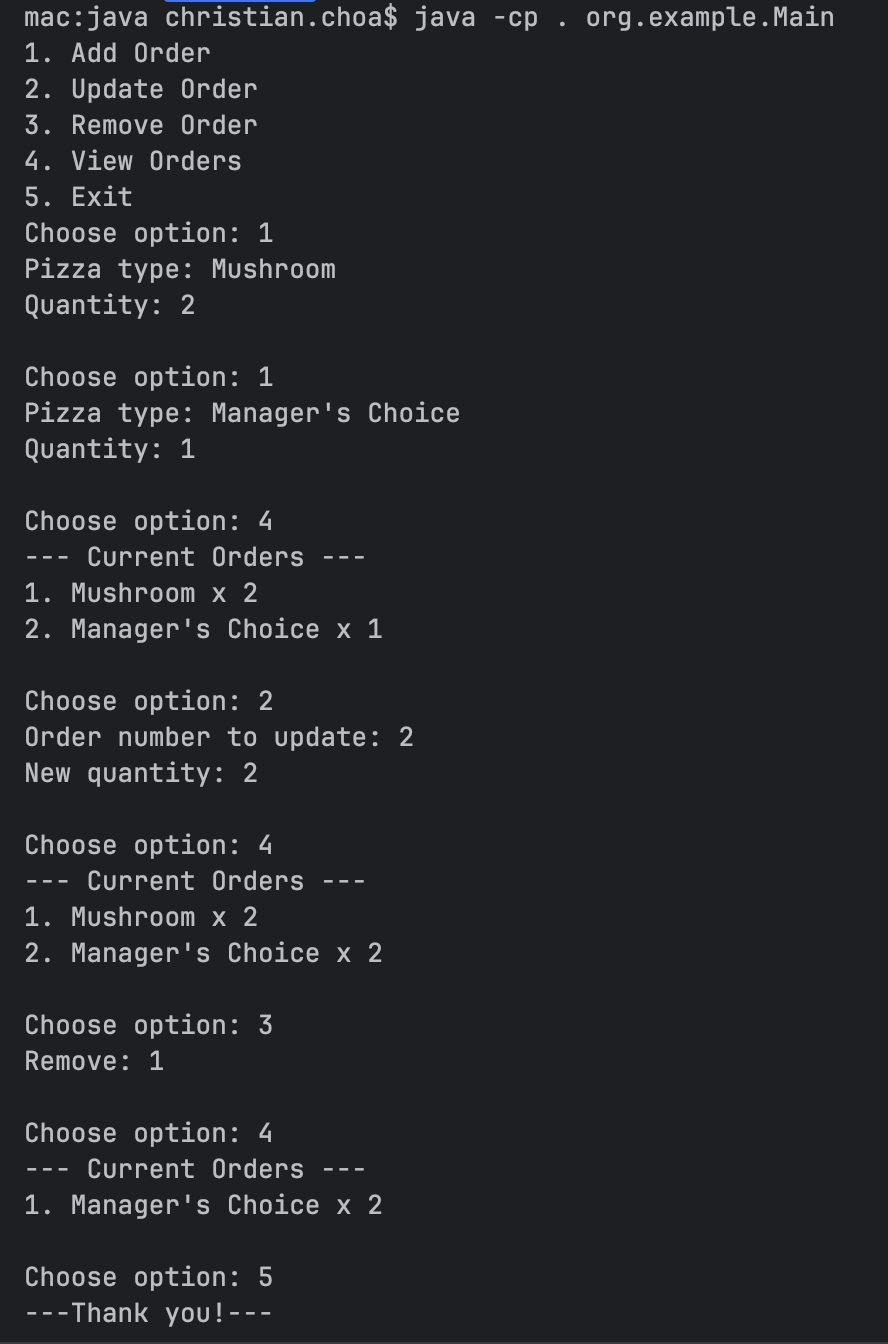 mac:java christian.choa$ java -cp . org.example.Main
1. Add Order
2. Update Order
3. Remove Order
4. View Orders
5. Exit
Choose option: 1
Pizza type: Mushroom
Quantity: 2
Choose option: 1
Pizza type: Manager's Choice
Quantity: 1
Choose option: 4
--- Current Orders ---
1. Mushroom x 2
2. Manager's Choice x 1
Choose option: 2
Order number to update: 2
New quantity: 2
Choose option: 4
--- Current Orders ---
1. Mushroom x 2
2. Manager's Choice x 2
Choose option: 3
Remove: 1
Choose option: 4
--- Current Orders ---
1. Manager's Choice x 2
Choose option: 5
---Thank you!---